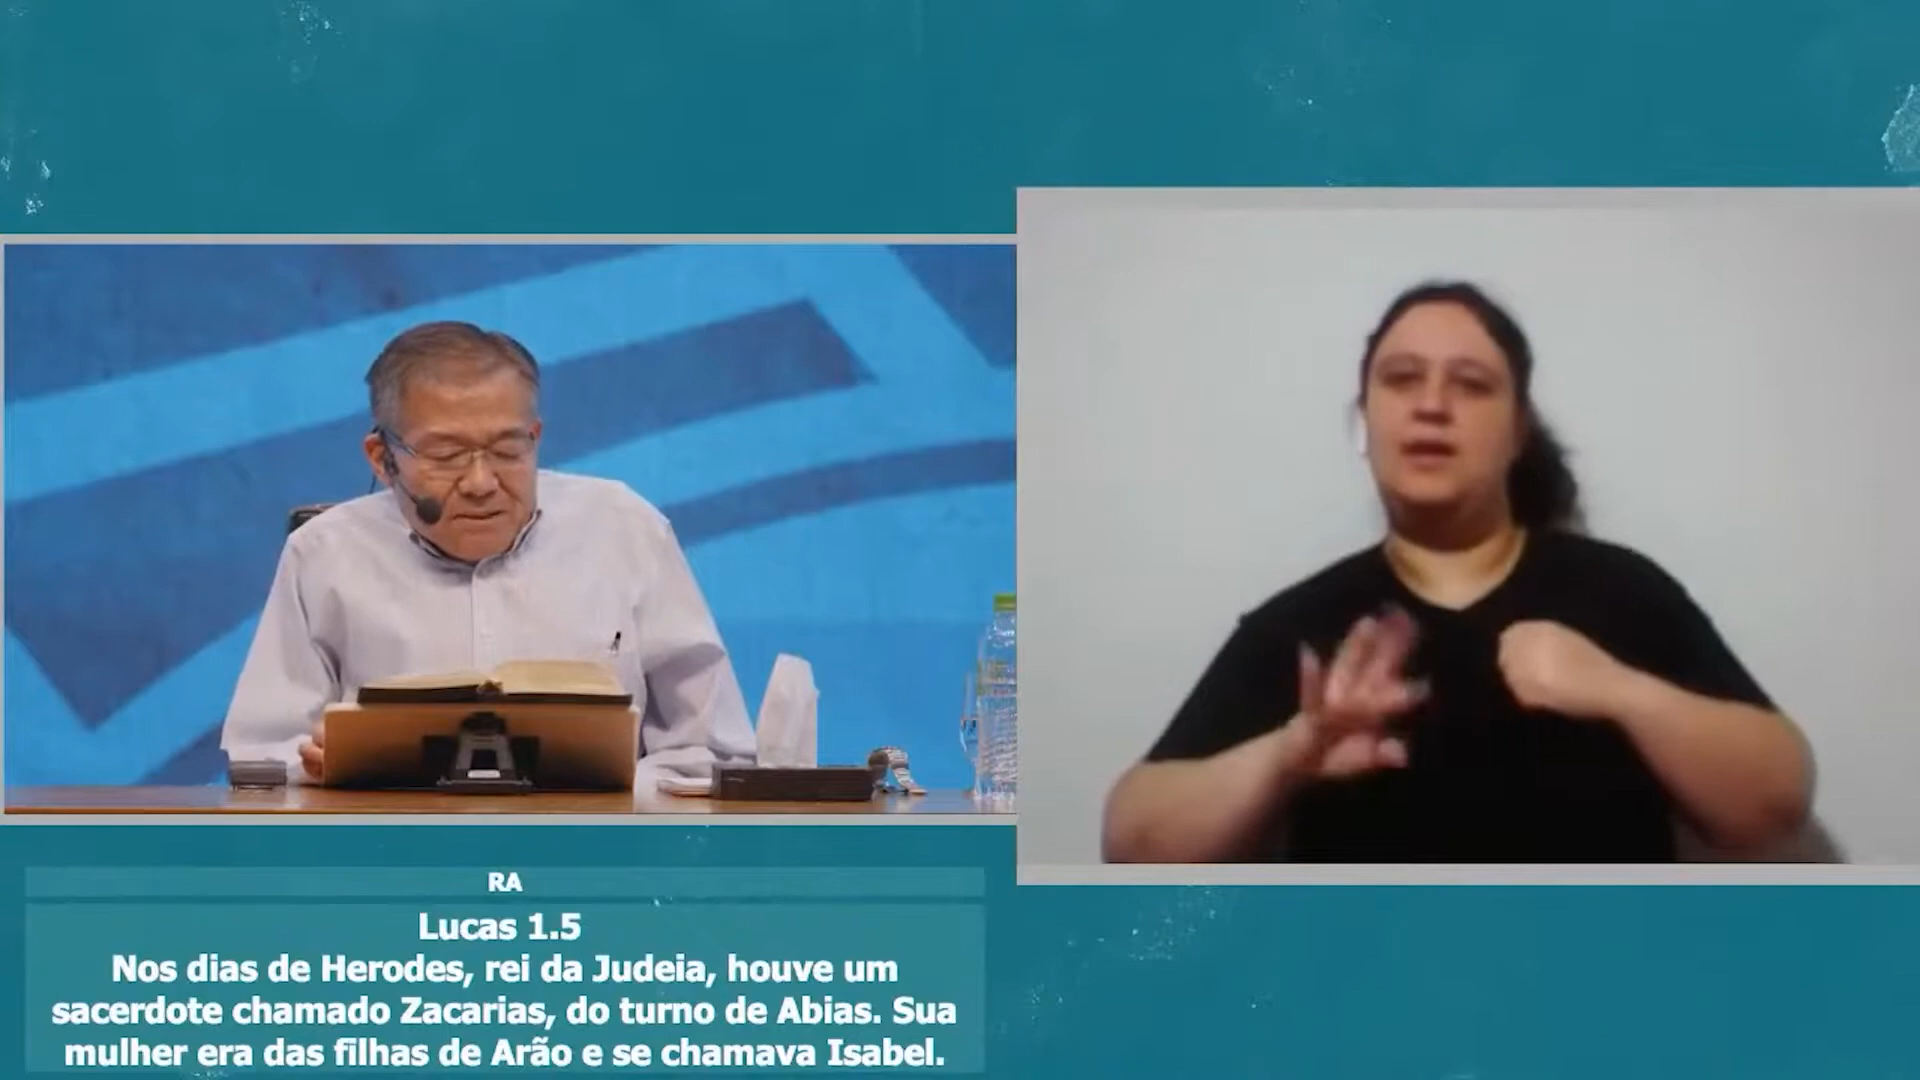 RA
Lucas 1.5
Nos dias de Herodes, rei da Judeia, houve um
sacerdote chamado Zacarias, do turno de Abias. Sua
mulher era das filhas de Arão e se chamava Isabel.